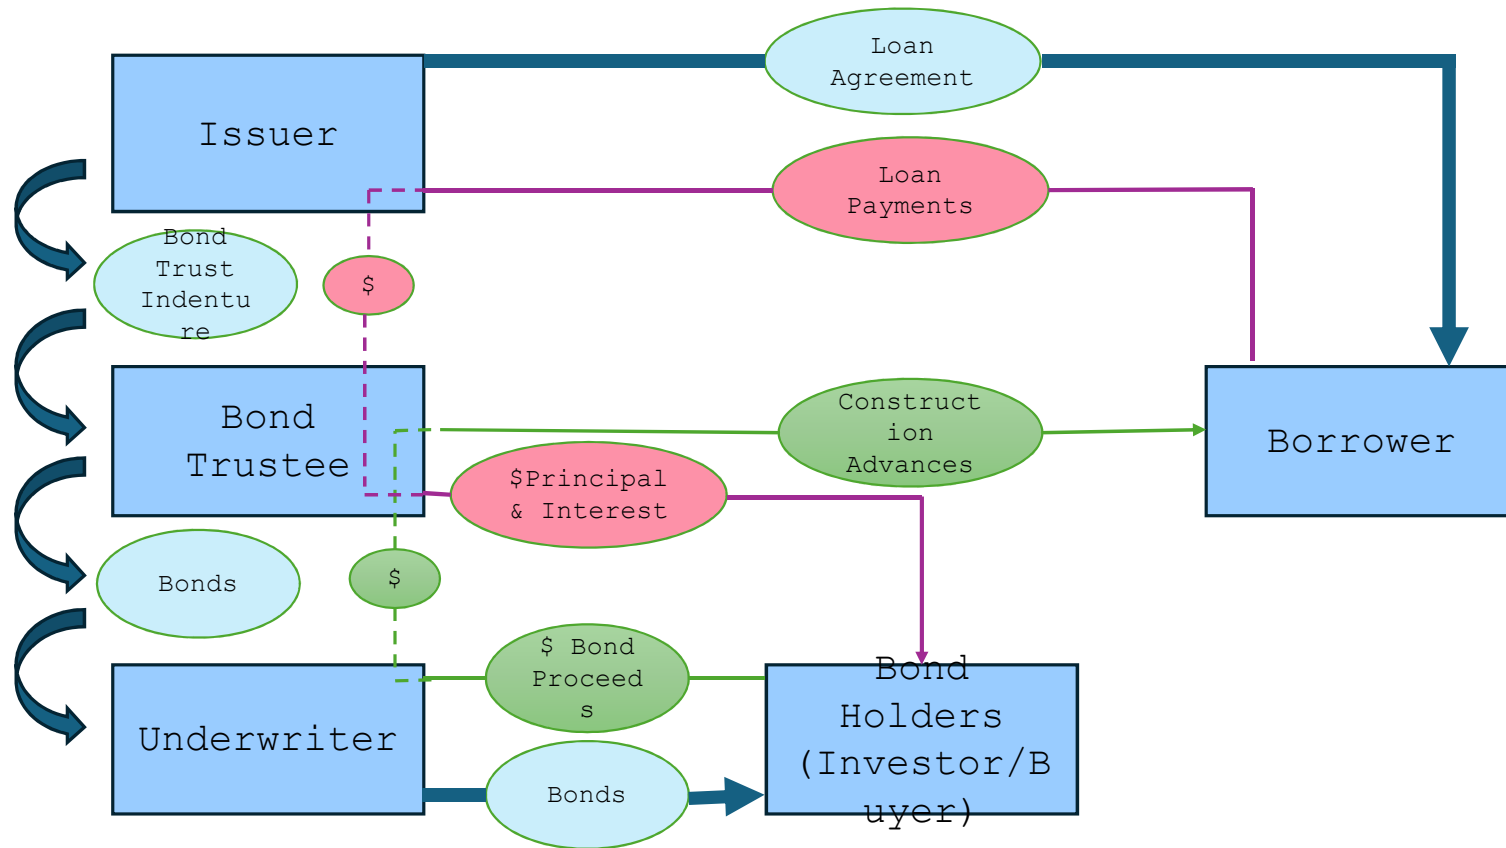 Loan
Agreement
Issuer
Loan
Payments
Bond
Trust
Indentu
re
$
Bond
Trustee
Construct
ion
Advances
Borrower
$Principal
& Interest
Bonds
$
$ Bond
Proceed
s
Underwriter
Bond
Holders
(Investor/B
uyer)
Bonds